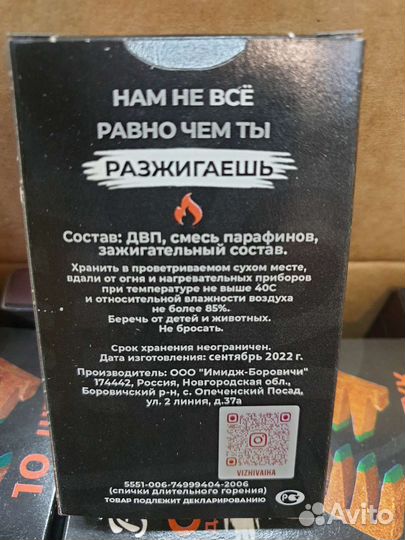 НАМ НЕ ВСЁ
РАВНО ЧЕМ ТЫ
РАЗЖИГАЕШЬ
Состав: ДВП, смесь парафинов,
зажигательный состав.
Хранить в проветриваемом сухом месте,
вдали от огня и нагревательных приборов
при температуре не выше 40С
и относительной влажности воздуха
не более 85%.
Беречь от детей и животных.
Не бросать.
Срок хранения неограничен.
Дата изготовления: сентябрь 2022 г.
Производитель: ООО "Имидж-Боровичи"
174442, Россия, Новгородская обл.,
Боровичский р-н, с. Опеченский Посад,
ул. 2 линия, д.37а
VIZHIVAIKA
5551-006-74999404-2006
(спички длительного горения)
ТОВАР ПОДЛЕЖИТ ДЕКЛАРИРОВАНИЮ
10
Avito